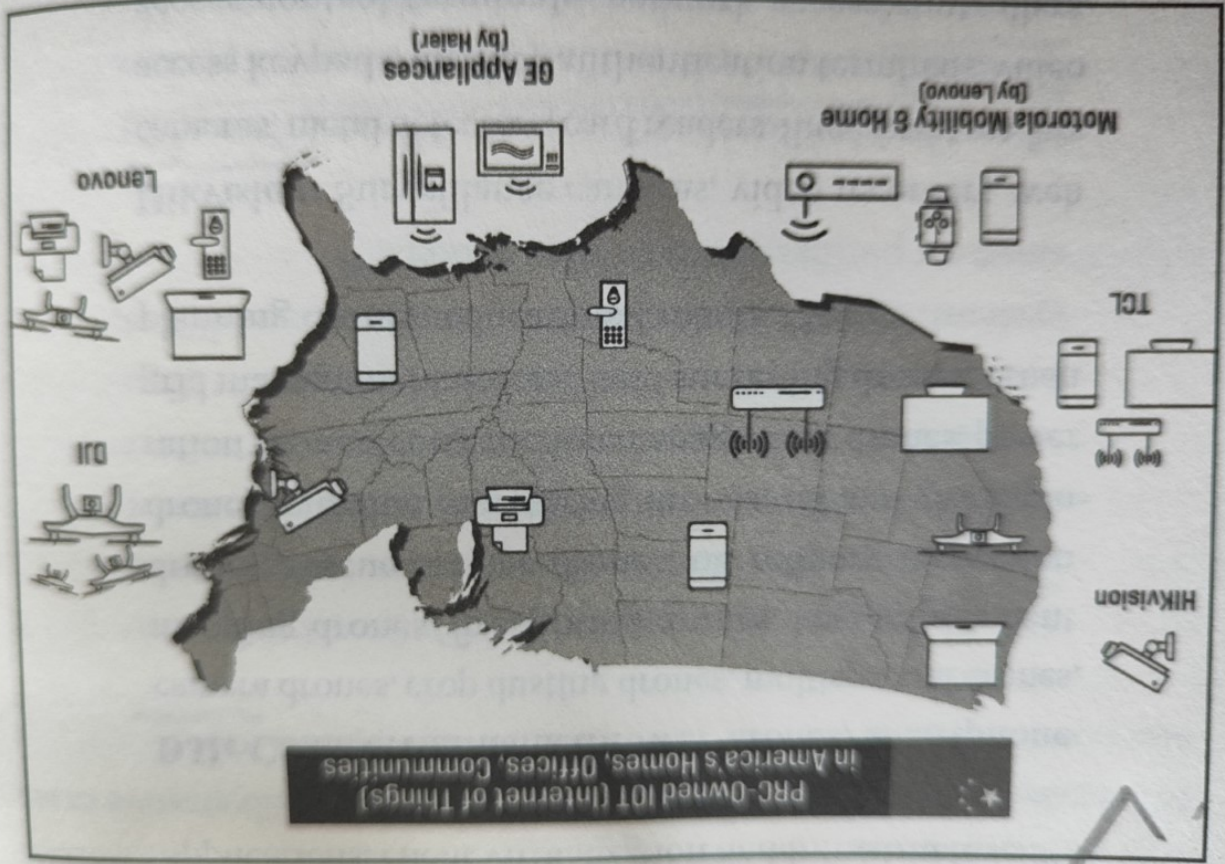 PRC-Owned IOT (Internet of Things)
in America's Homes, Offices, Communities
HIKvision
DJI
TCL
Lenovo
Motorola Mobility & Home
(by Lenovo)
GE Appliances
(by Haier)